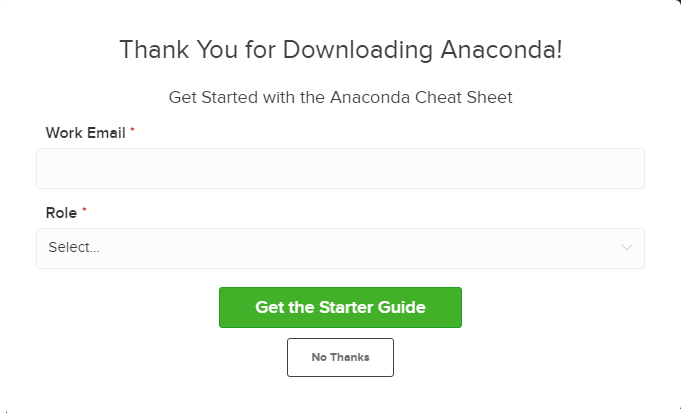 Thank You for Downloading Anaconda!
Get Started with the Anaconda Cheat Sheet
Work Email *
Role *
Select...
Get the Starter Guide
No Thanks